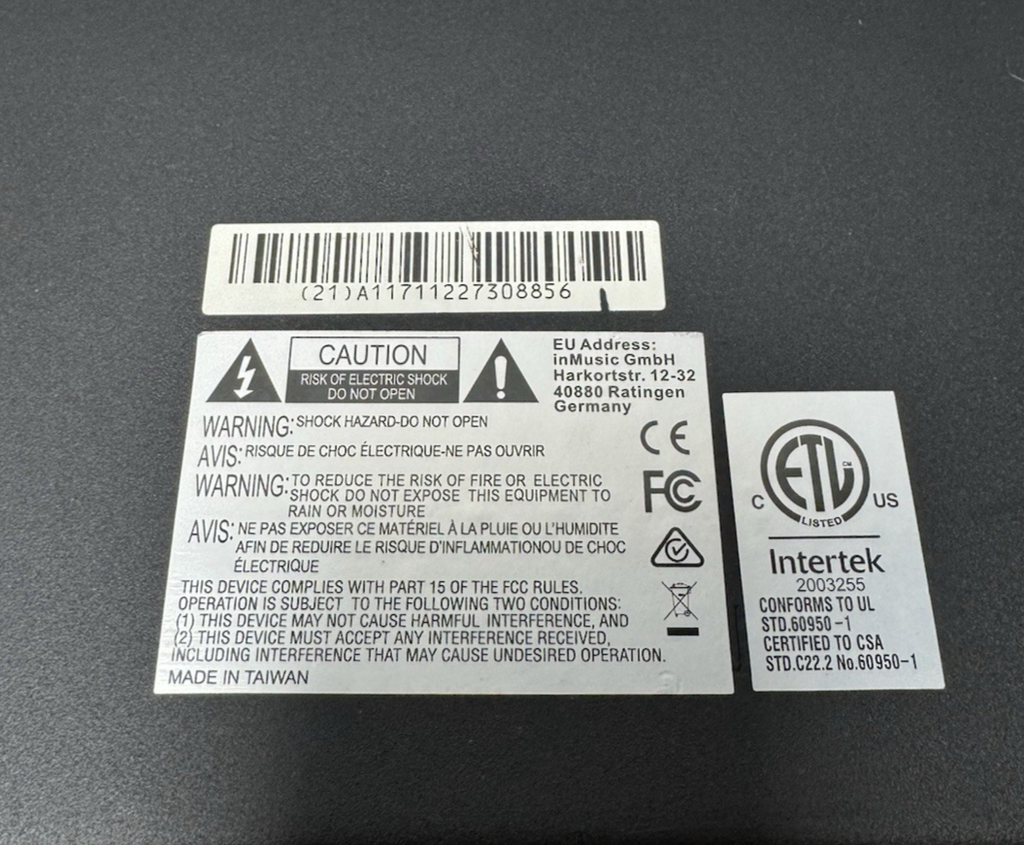 (21)A11711227308856
CAUTION
RISK OF ELECTRIC SHOCK
DO NOT OPEN
EU Address:
inMusic GmbH
Harkortstr. 12-32
40880 Ratingen
Germany
WARNING: SHOCK HAZARD-DO NOT OPEN
AVIS: RISQUE DE CHOC ÉLECTRIQUE-NE PAS OUVRIR
WARNING: TO REDUCE THE RISK OF FIRE OR ELECTRIC
SHOCK DO NOT EXPOSE THIS EQUIPMENT TO
RAIN OR MOISTURE
AVIS: NE PAS EXPOSER CE MATÉRIEL À LA PLUIE OU L'HUMIDITE
AFIN DE REDUIRE LE RISQUE D'INFLAMMATIONOU DE CHOC
ÉLECTRIQUE
THIS DEVICE COMPLIES WITH PART 15 OF THE FCC RULES.
OPERATION IS SUBJECT TO THE FOLLOWING TWO CONDITIONS:
(1) THIS DEVICE MAY NOT CAUSE HARMFUL INTERFERENCE, AND
(2) THIS DEVICE MUST ACCEPT ANY INTERFERENCE RECEIVED,
INCLUDING INTERFERENCE THAT MAY CAUSE UNDESIRED OPERATION.
MADE IN TAIWAN
CE
FC
ETL CM
C US
LISTED
Intertek
2003255
CONFORMS TO UL
STD.60950-1
CERTIFIED TO CSA
STD.C22.2 No.60950-1